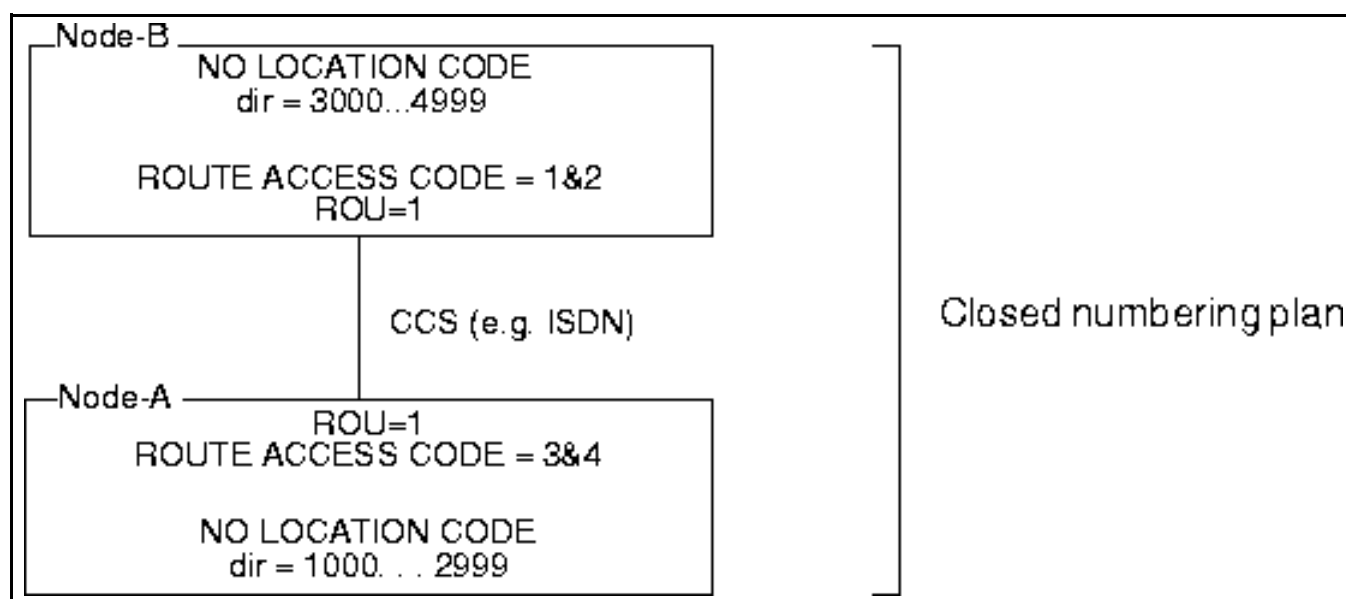 Node-B
NO LOCATION CODE
dir = 3000...4999
ROUTE ACCESS CODE = 1&2
ROU=1
CCS (e.g. ISDN)
Closed numbering plan
Node-A
ROU=1
ROUTE ACCESS CODE = 3&4
NO LOCATION CODE
dir = 1000. . . 2999